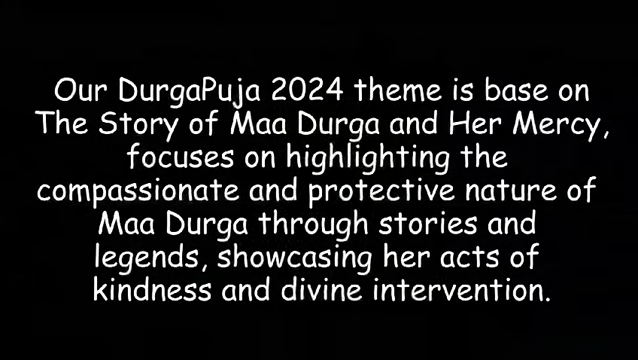 Our DurgaPuja 2024 theme is base on
The Story of Maa Durga and Her Mercy,
focuses on highlighting the
compassionate and protective nature of
Maa Durga through stories and
legends, showcasing her acts of
kindness and divine intervention.